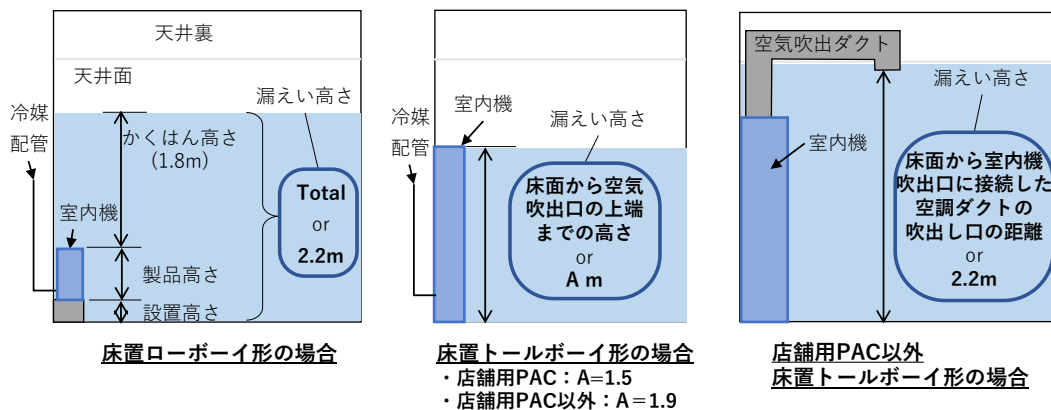 天井裏
天井面
漏えい高さ
冷媒
配管
かくはん高さ
(1.8m)
Total
or
2.2m
室内機
製品高さ
設置高さ
床置ローボーイ形の場合
室内機
漏えい高さ
冷媒
配管
床面から空気
吹出口の上端
までの高さ
or
A m
床置トールボーイ形の場合
・店舗用PAC：A=1.5
・店舗用PAC以外：A＝1.9
空気吹出ダクト
漏えい高さ
室内機
床面から室内機
吹出口に接続した
空調ダクトの
吹出し口の距離
or
2.2m
店舗用PAC以外
床置トールボーイ形の場合